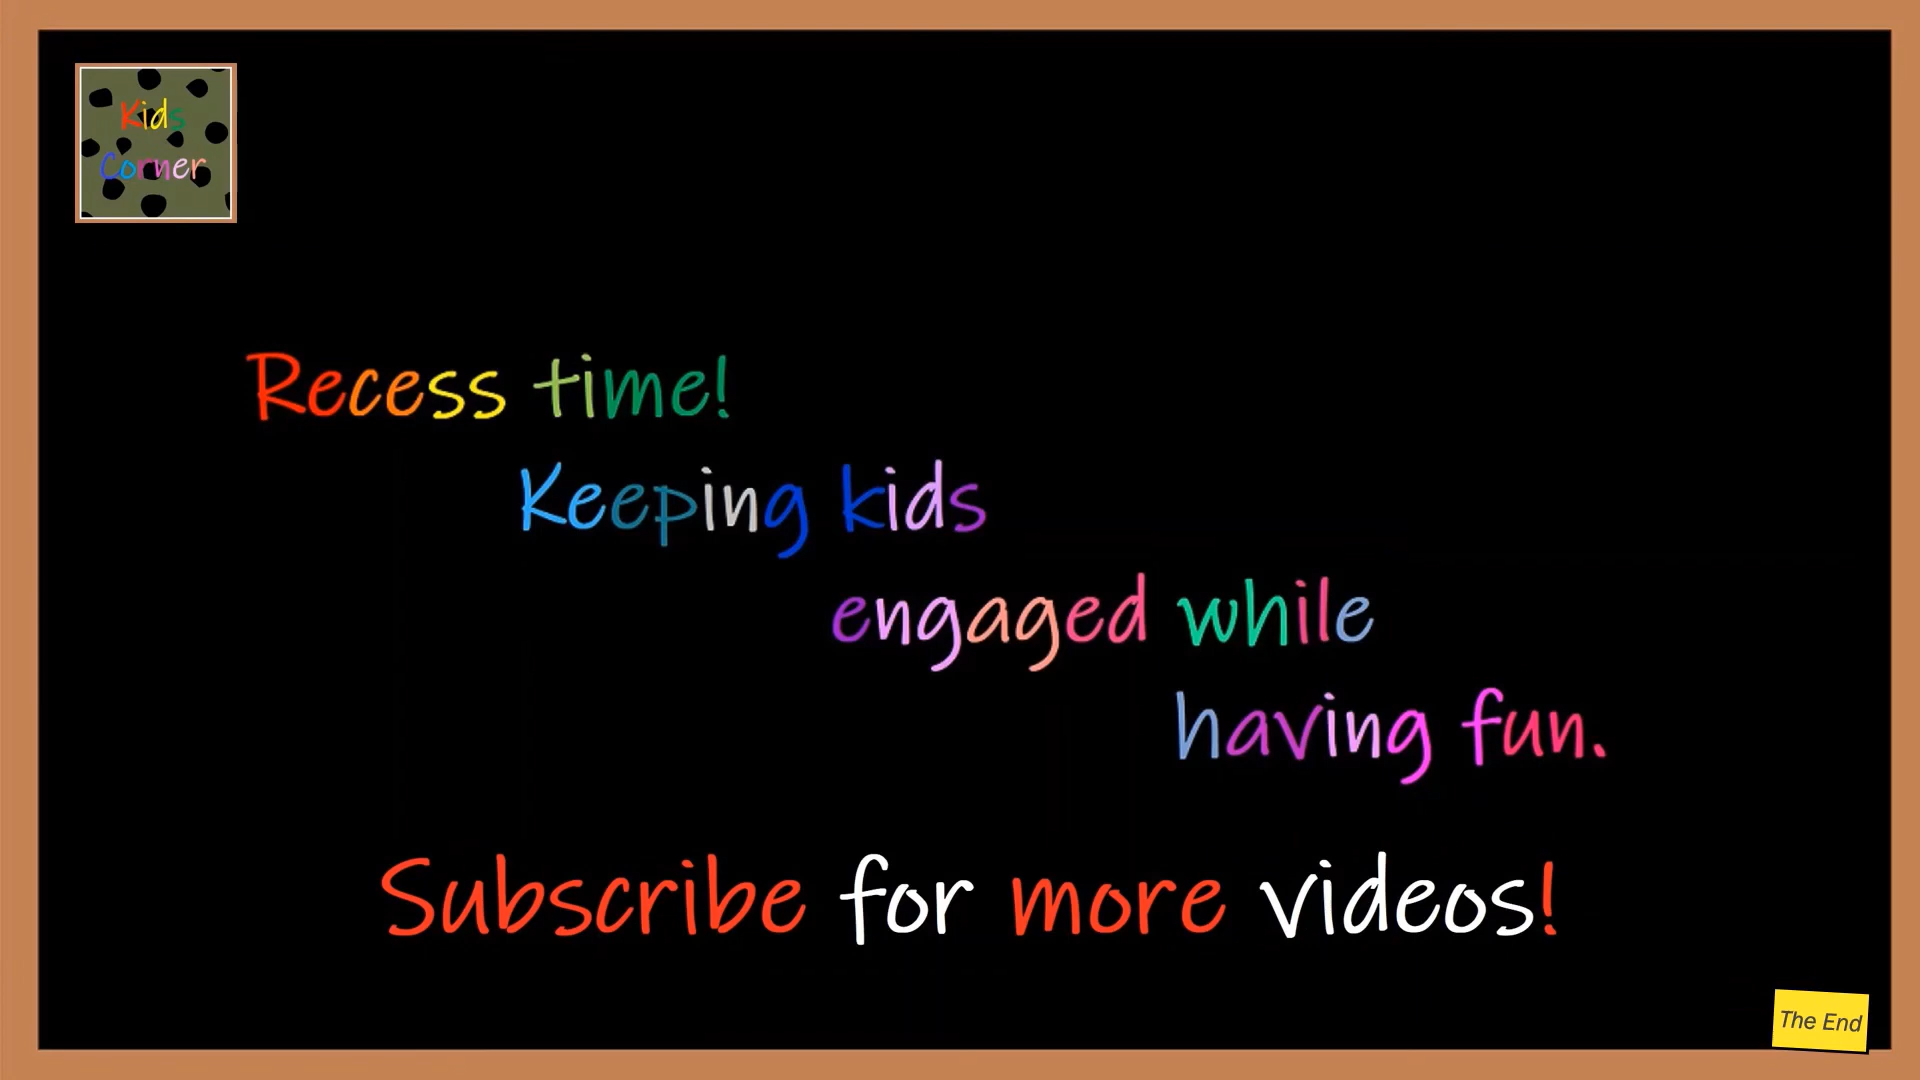 Kids
Corner
Recess time!
Keeping kids
engaged while
having fun.
Subscribe for more videos!
The End